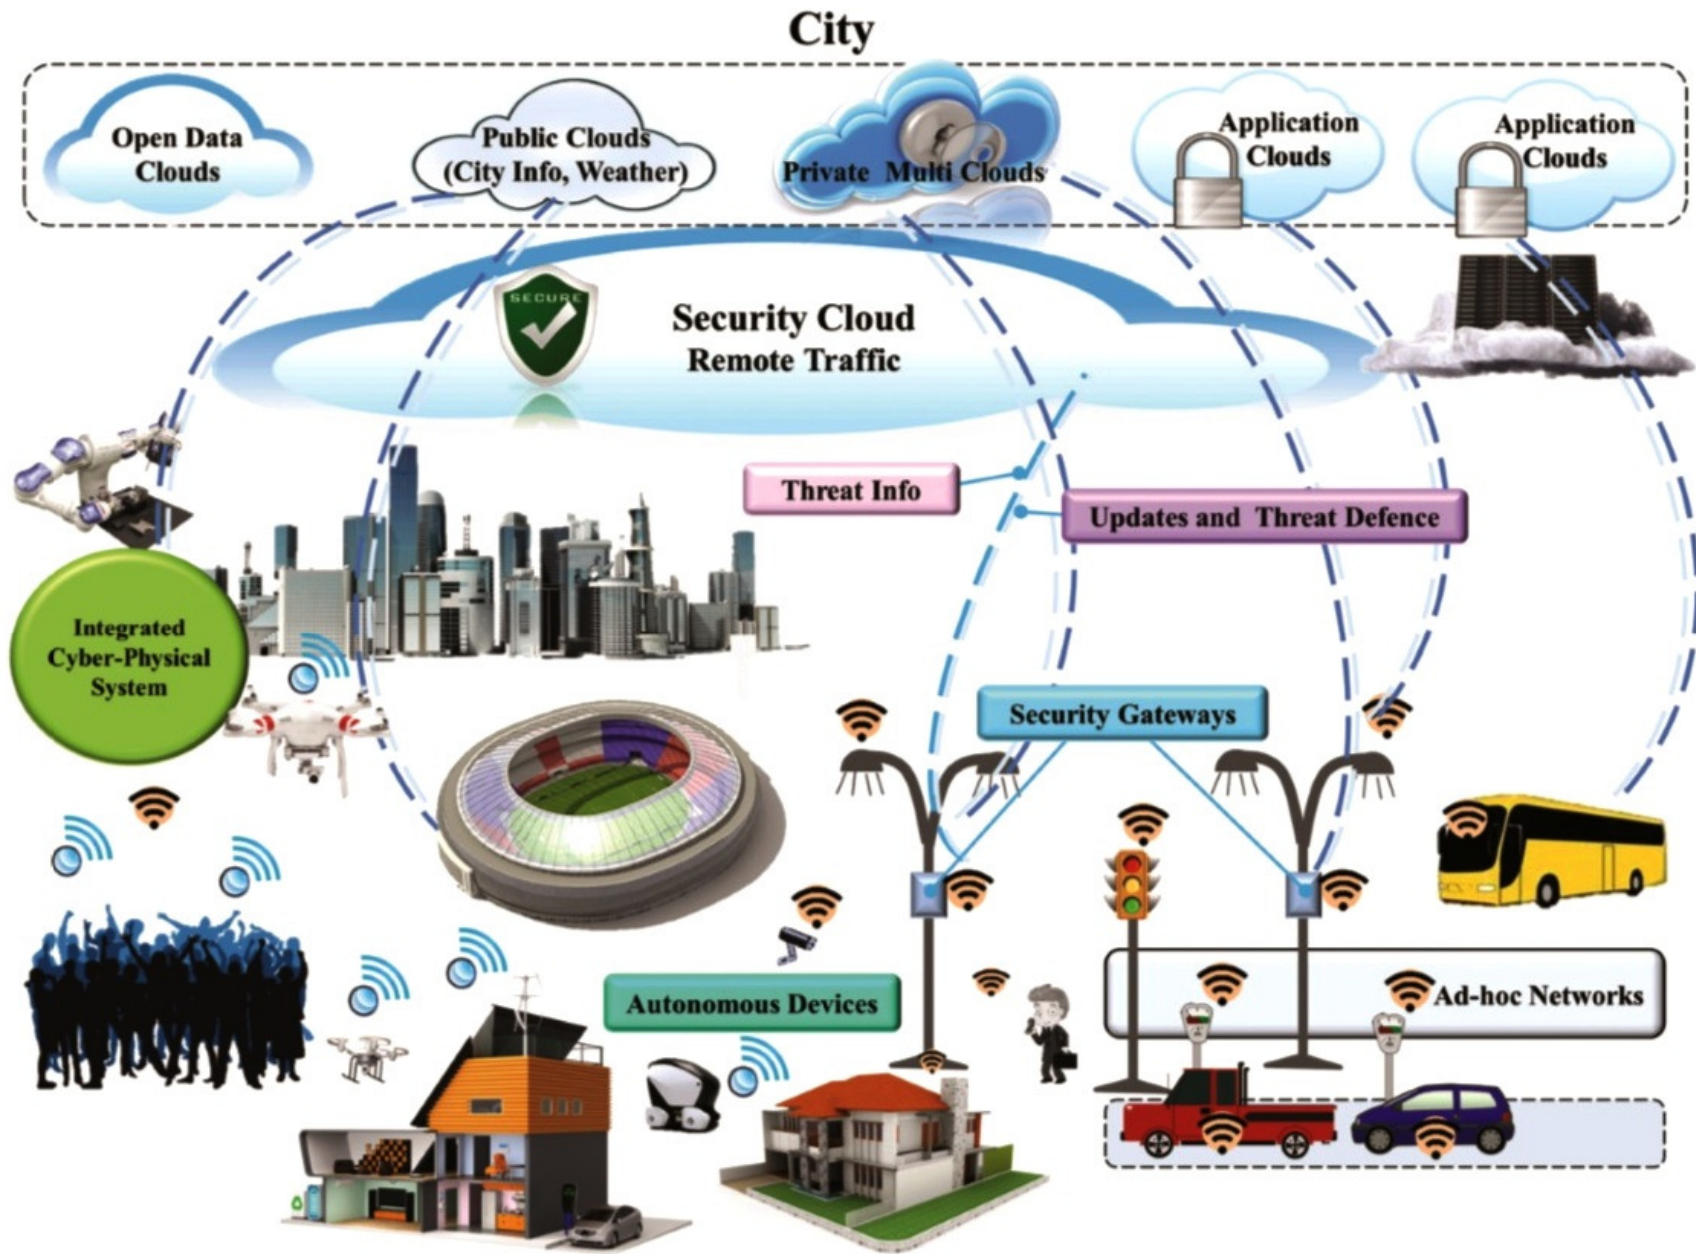 City
Open Data
Clouds
Public Clouds
(City Info, Weather)
Private Multi Clouds
Application
Clouds
Application
Clouds
SECURE
Security Cloud
Remote Traffic
Threat Info
Updates and Threat Defence
Integrated
Cyber-Physical
System
Security Gateways
Autonomous Devices
Ad-hoc Networks